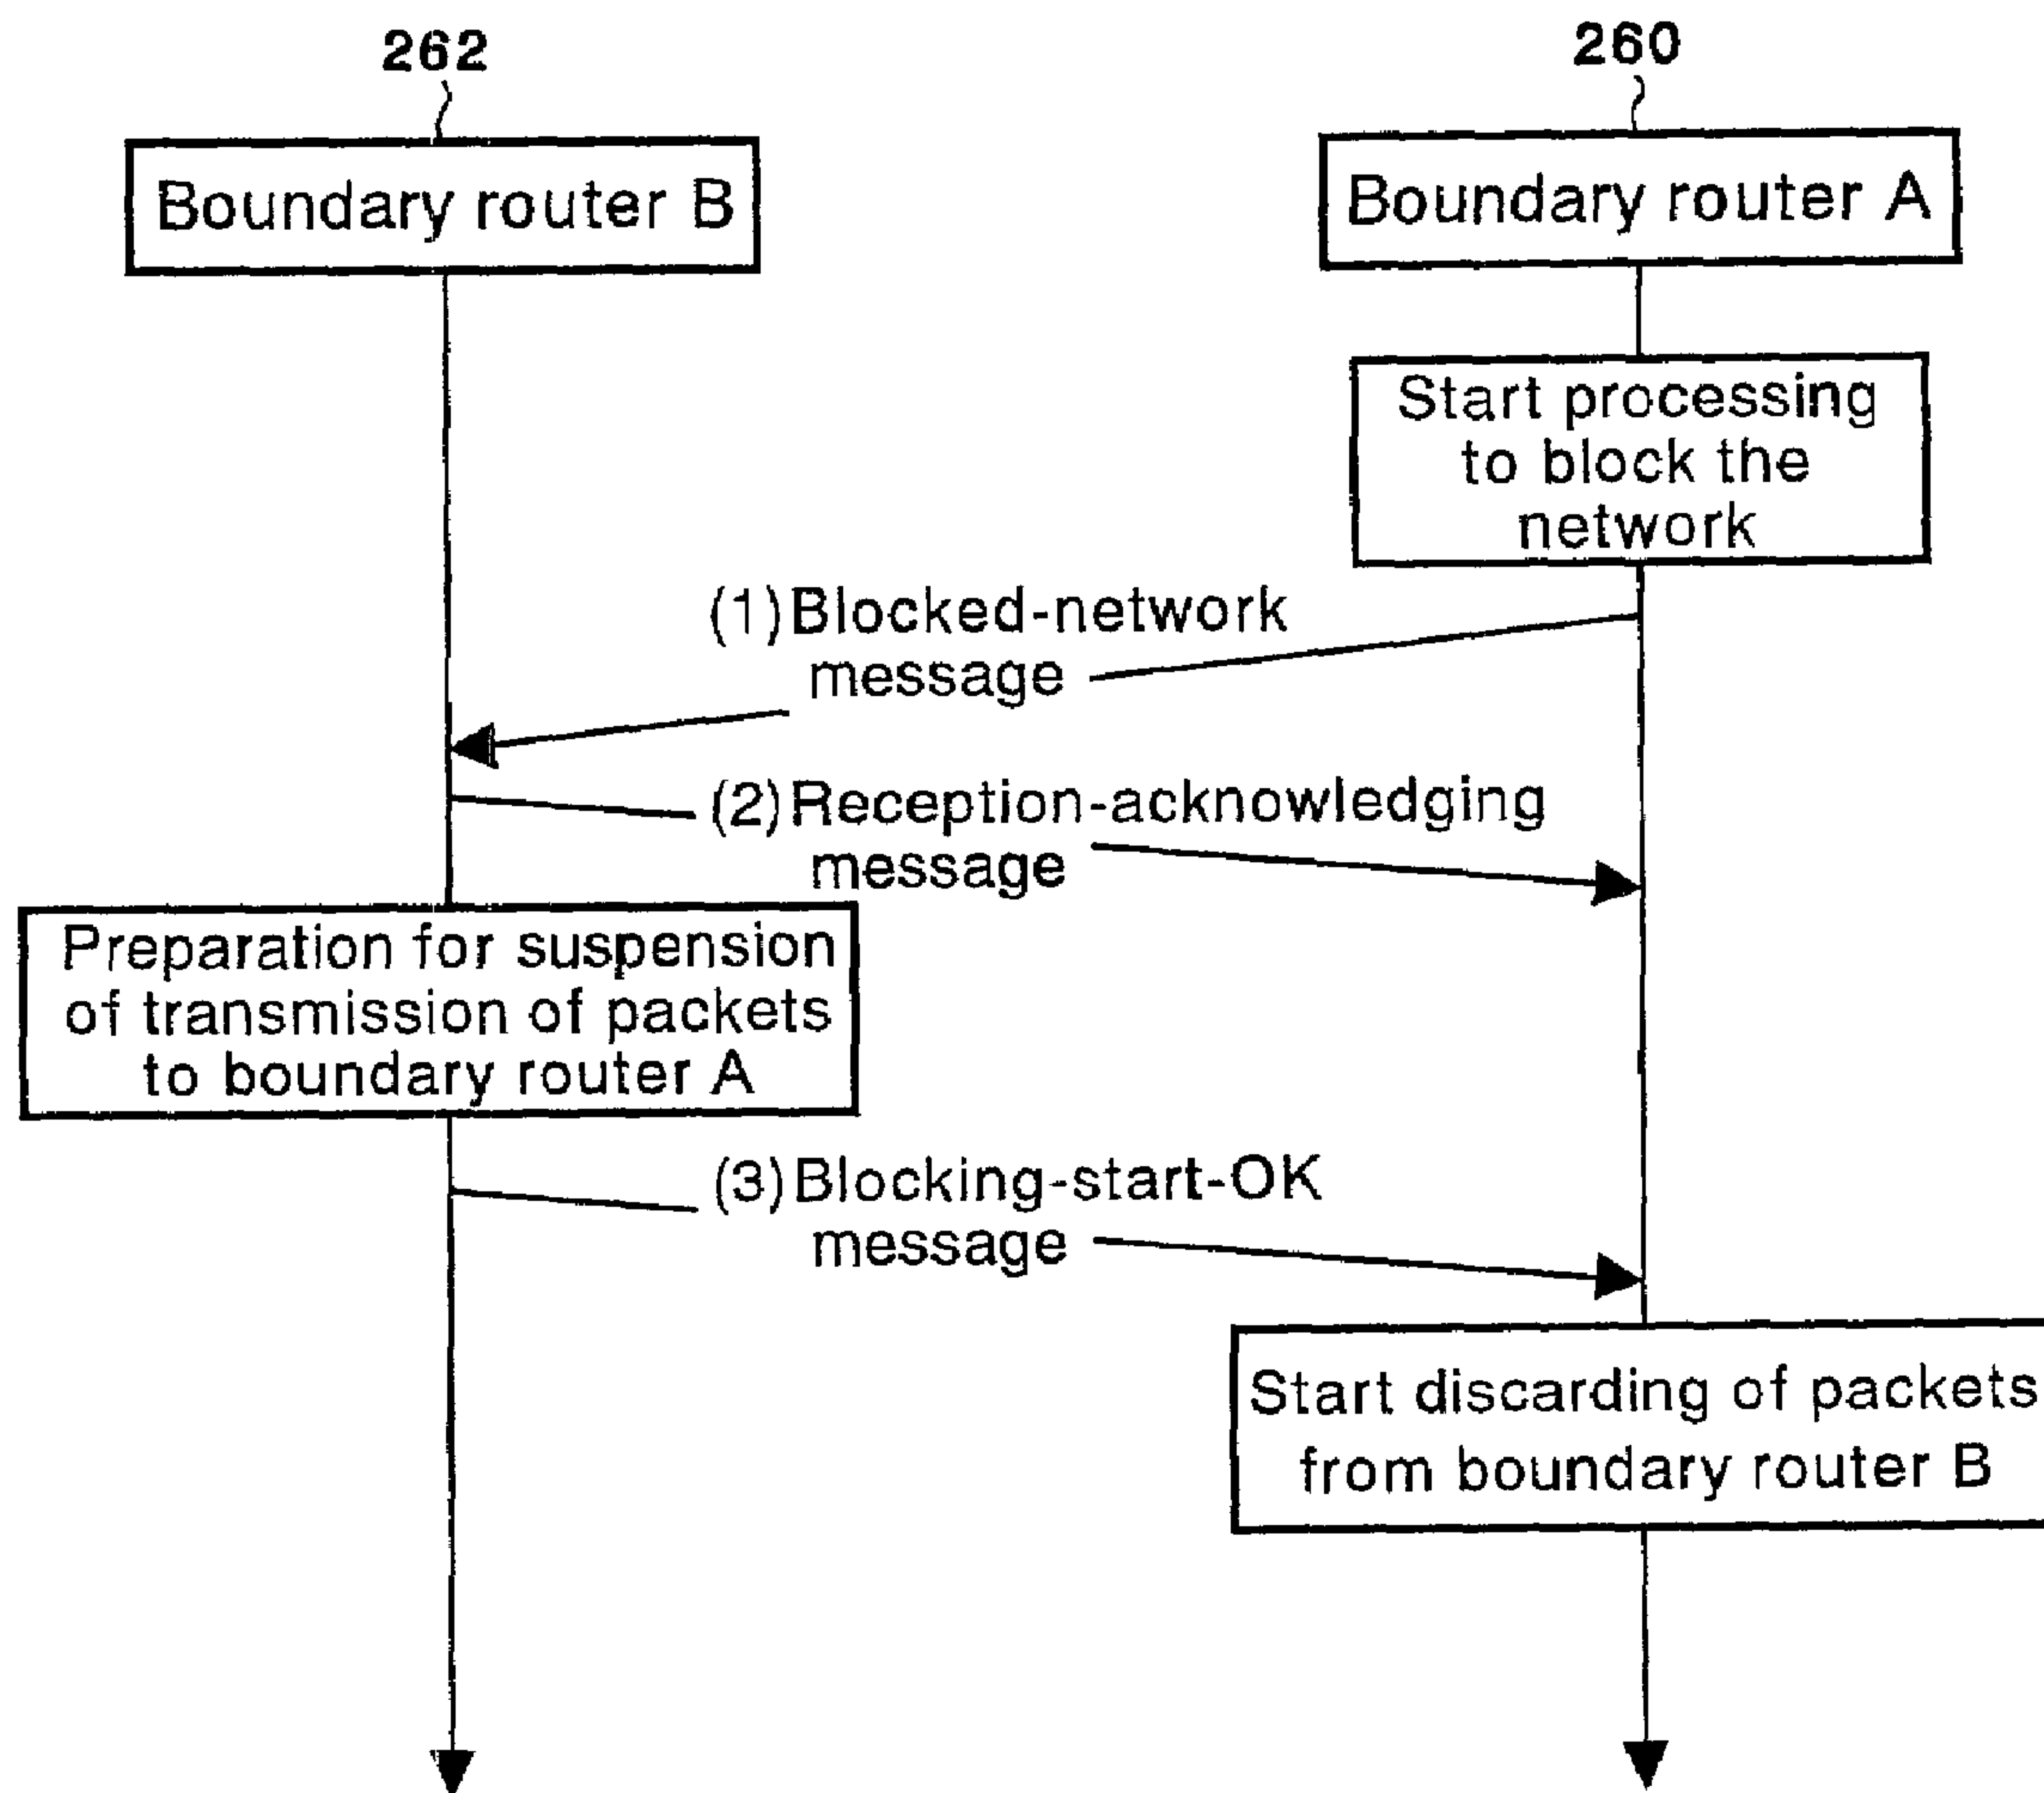 262
260
Boundary router B
Boundary router A
Start processing
to block the
network
(1)Blocked-network
message
(2)Reception-acknowledging
message
Preparation for suspension
of transmission of packets
to boundary router A
(3)Blocking-start-OK
message
Start discarding of packets
from boundary router B